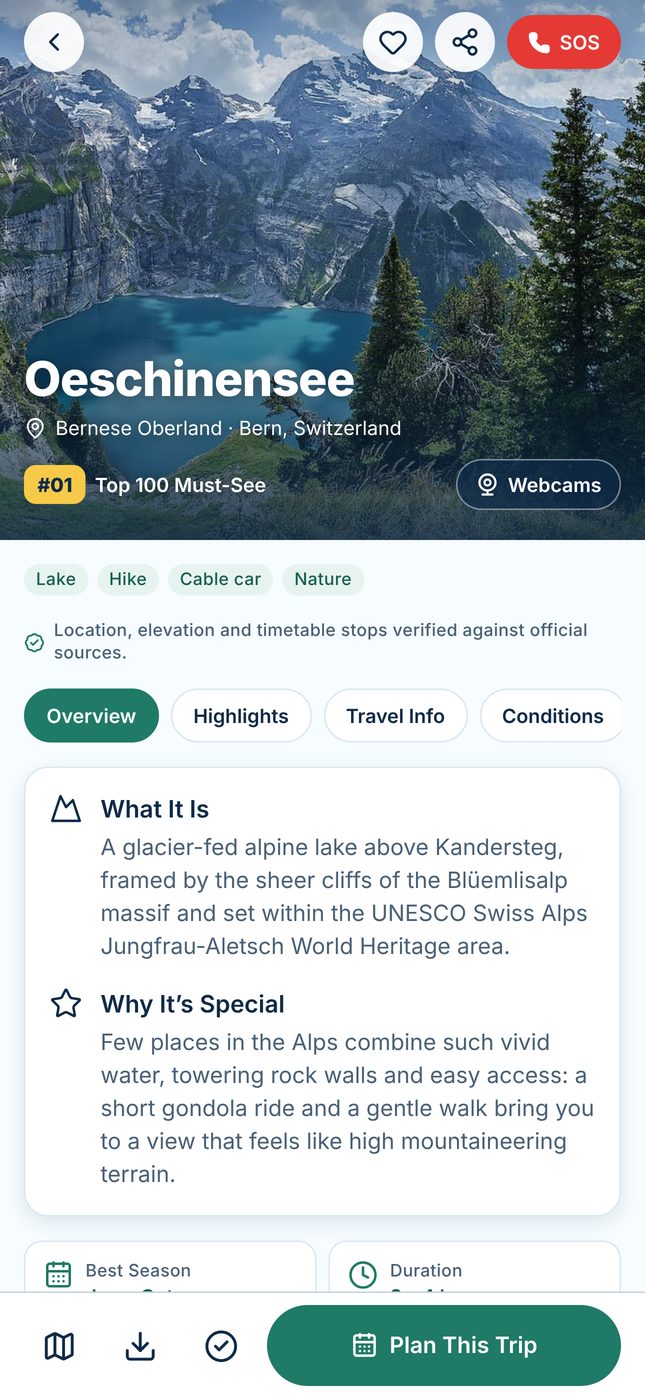 SOS
Oeschinensee
Bernese Oberland · Bern, Switzerland
#01 Top 100 Must-See
Webcams
Lake Hike Cable car Nature
Location, elevation and timetable stops verified against official
sources.
Overview Highlights Travel Info Conditions
What It Is
A glacier-fed alpine lake above Kandersteg,
framed by the sheer cliffs of the Blüemlisalp
massif and set within the UNESCO Swiss Alps
Jungfrau-Aletsch World Heritage area.
Why It’s Special
Few places in the Alps combine such vivid
water, towering rock walls and easy access: a
short gondola ride and a gentle walk bring you
to a view that feels like high mountaineering
terrain.
Best Season Duration
Plan This Trip